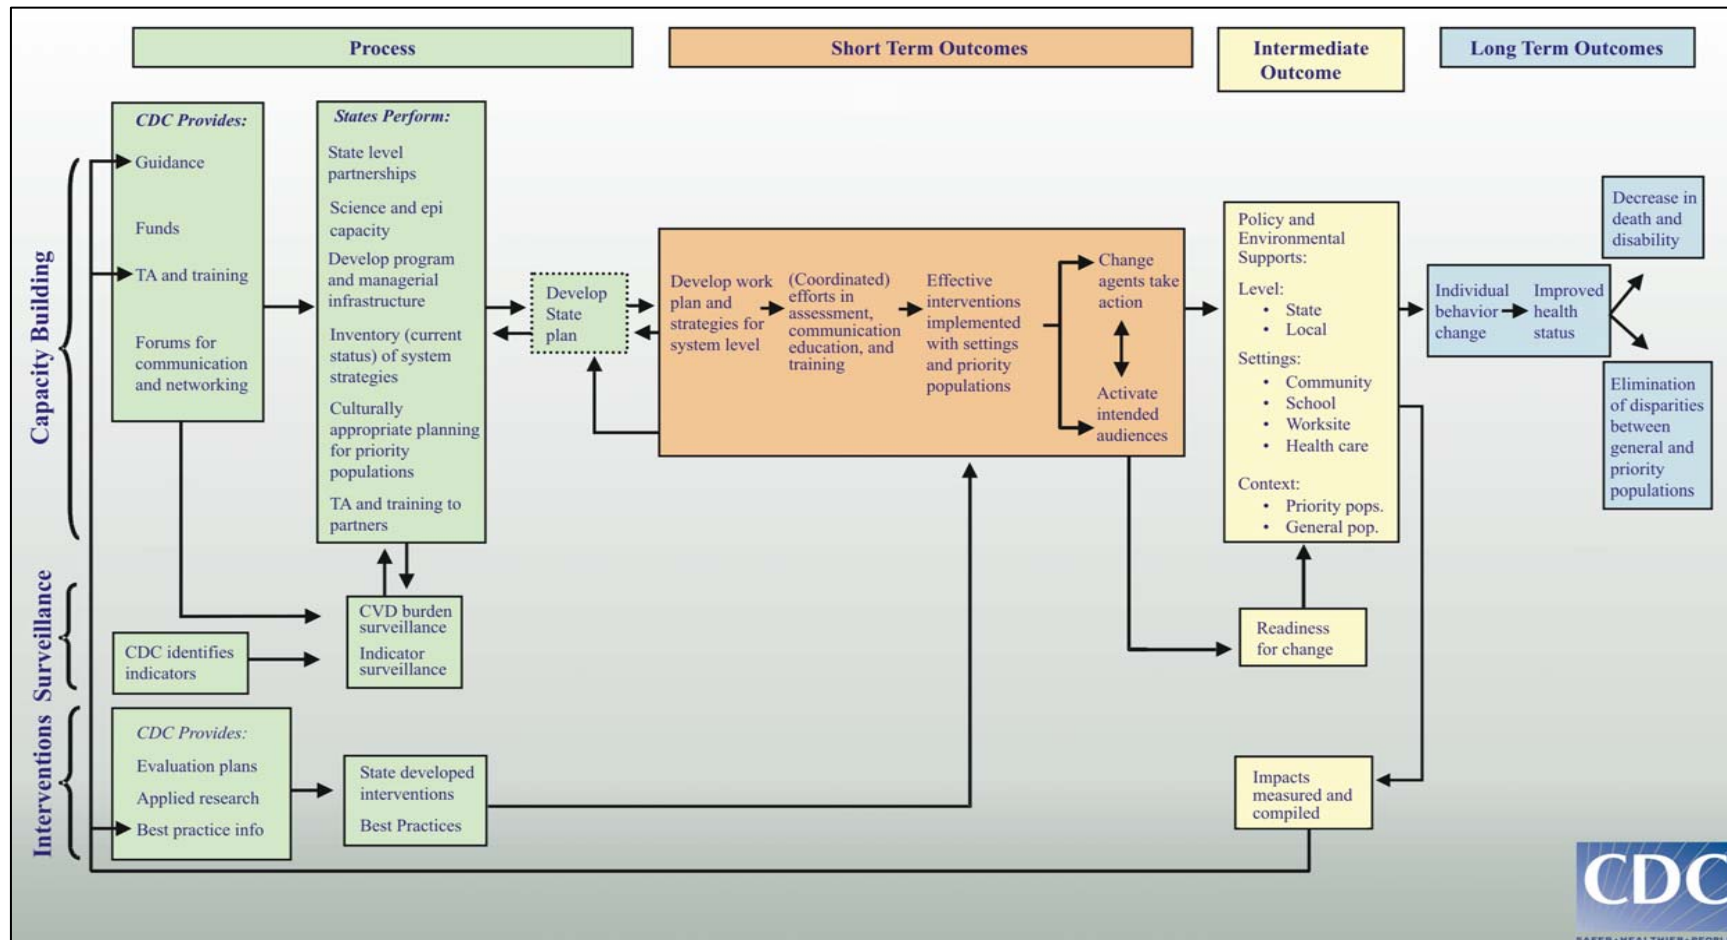 Process
Short Term Outcomes
Intermediate
Outcome
Long Term Outcomes
Capacity Building
CDC Provides:
Guidance
Funds
TA and training
Forums for
communication
and networking
States Perform:
State level
partnerships
Science and epi
capacity
Develop program
and managerial
infrastructure
Inventory (current
status) of system
strategies
Culturally
appropriate planning
for priority
populations
TA and training to
partners
Develop
State
plan
Develop work
plan and
strategies for
system level
(Coordinated)
efforts in
assessment,
communication
education, and
training
Effective
interventions
implemented
with settings
and priority
populations
Change
agents take
action
Activate
intended
audiences
Policy and
Environmental
Supports:
Level:
• State
• Local
Settings:
• Community
• School
• Worksite
• Health care
Context:
• Priority pops.
• General pop.
Individual
behavior
change
Improved
health
status
Decrease in
death and
disability
Elimination
of disparities
between
general and
priority
populations
Surveillance
CDC identifies
indicators
CVD burden
surveillance
Indicator
surveillance
Readiness
for change
Interventions
CDC Provides:
Evaluation plans
Applied research
Best practice info
State developed
interventions
Best Practices
Impacts
measured and
compiled
CDC